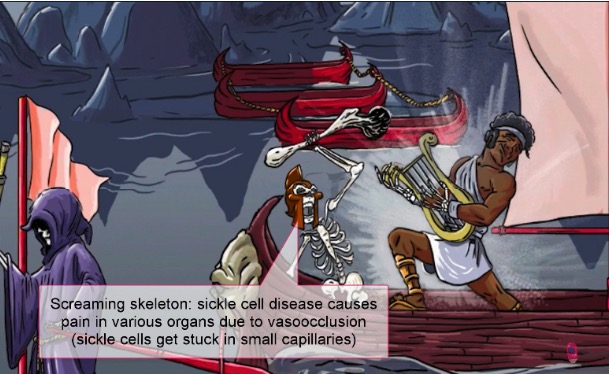 Screaming skeleton: sickle cell disease causes
pain in various organs due to vasoocclusion
(sickle cells get stuck in small capillaries)